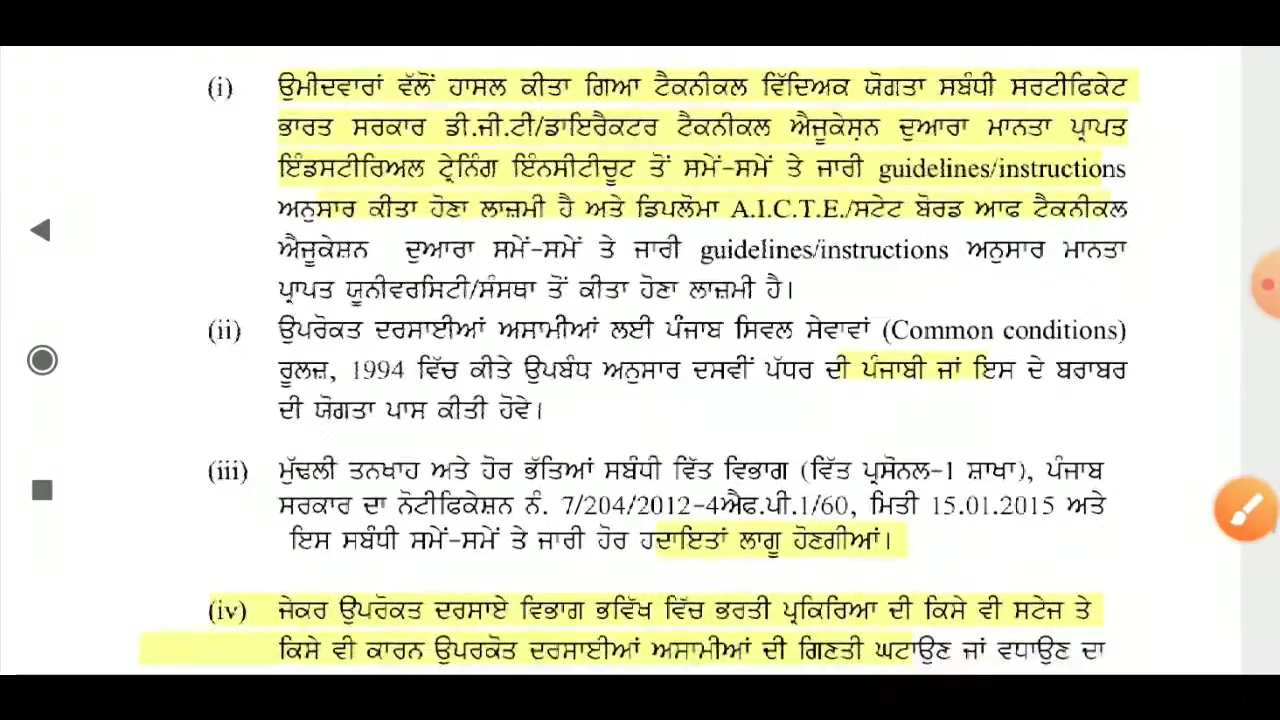 (i) ਉਮੀਦਵਾਰਾਂ ਵੱਲੋਂ ਹਾਸਲ ਕੀਤਾ ਗਿਆ ਟੈਕਨੀਕਲ ਵਿੱਦਿਅਕ ਯੋਗਤਾ ਸਬੰਧੀ ਸਰਟੀਫਿਕੇਟ
ਭਾਰਤ ਸਰਕਾਰ ਡੀ.ਜੀ.ਟੀ/ਡਾਇਰੈਕਟਰ ਟੈਕਨੀਕਲ ਐਜੂਕੇਸ਼ਨ ਦੁਆਰਾ ਮਾਨਤਾ ਪ੍ਰਾਪਤ
ਇੰਡਸਟੀਰਿਅਲ ਟ੍ਰੇਨਿੰਗ ਇੰਨਸੀਟੀਚੂਟ ਤੋਂ ਸਮੇਂ-ਸਮੇਂ ਤੇ ਜਾਰੀ guidelines/instructions
ਅਨੁਸਾਰ ਕੀਤਾ ਹੋਣਾ ਲਾਜ਼ਮੀ ਹੈ ਅਤੇ ਡਿਪਲੋਮਾ A.I.C.T.E./ਸਟੇਟ ਬੋਰਡ ਆਫ ਟੈਕਨੀਕਲ
ਐਜੂਕੇਸ਼ਨ ਦੁਆਰਾ ਸਮੇਂ-ਸਮੇਂ ਤੇ ਜਾਰੀ guidelines/instructions ਅਨੁਸਾਰ ਮਾਨਤਾ
ਪ੍ਰਾਪਤ ਯੂਨੀਵਰਸਿਟੀ/ਸੰਸਥਾ ਤੋਂ ਕੀਤਾ ਹੋਣਾ ਲਾਜ਼ਮੀ ਹੈ।
(ii) ਉਪਰੋਕਤ ਦਰਸਾਈਆਂ ਅਸਾਮੀਆਂ ਲਈ ਪੰਜਾਬ ਸਿਵਲ ਸੇਵਾਵਾਂ (Common conditions)
ਰੂਲਜ਼, 1994 ਵਿੱਚ ਕੀਤੇ ਉਪਬੰਧ ਅਨੁਸਾਰ ਦਸਵੀਂ ਪੱਧਰ ਦੀ ਪੰਜਾਬੀ ਜਾਂ ਇਸ ਦੇ ਬਰਾਬਰ
ਦੀ ਯੋਗਤਾ ਪਾਸ ਕੀਤੀ ਹੋਵੇ।
(iii) ਮੁੱਢਲੀ ਤਨਖਾਹ ਅਤੇ ਹੋਰ ਭੱਤਿਆਂ ਸਬੰਧੀ ਵਿੱਤ ਵਿਭਾਗ (ਵਿੱਤ ਪ੍ਰਸੋਨਲ-1 ਸ਼ਾਖਾ), ਪੰਜਾਬ
ਸਰਕਾਰ ਦਾ ਨੋਟੀਫਿਕੇਸ਼ਨ ਨੰ. 7/204/2012-4ਐਫ.ਪੀ.1/60, ਮਿਤੀ 15.01.2015 ਅਤੇ
ਇਸ ਸਬੰਧੀ ਸਮੇਂ-ਸਮੇਂ ਤੇ ਜਾਰੀ ਹੋਰ ਹਦਾਇਤਾਂ ਲਾਗੂ ਹੋਣਗੀਆਂ।
(iv) ਜੇਕਰ ਉਪਰੋਕਤ ਦਰਸਾਏ ਵਿਭਾਗ ਭਵਿੱਖ ਵਿੱਚ ਭਰਤੀ ਪ੍ਰਕਿਰਿਆ ਦੀ ਕਿਸੇ ਵੀ ਸਟੇਜ ਤੇ
ਕਿਸੇ ਵੀ ਕਾਰਨ ਉਪਰਕੋਤ ਦਰਸਾਈਆਂ ਅਸਾਮੀਆਂ ਦੀ ਗਿਣਤੀ ਘਟਾਉਣ ਜਾਂ ਵਧਾਉਣ ਦਾ